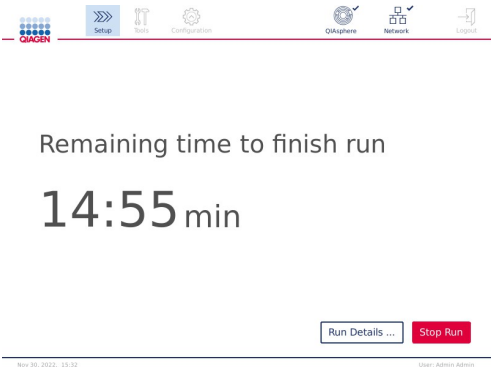 QIAGEN
Setup
Tools
Configuration
QIAsphere
Network
Logout
Remaining time to finish run
14:55 min
Run Details ...
Stop Run
Nov 30, 2022, 15:32
User: Admin Admin